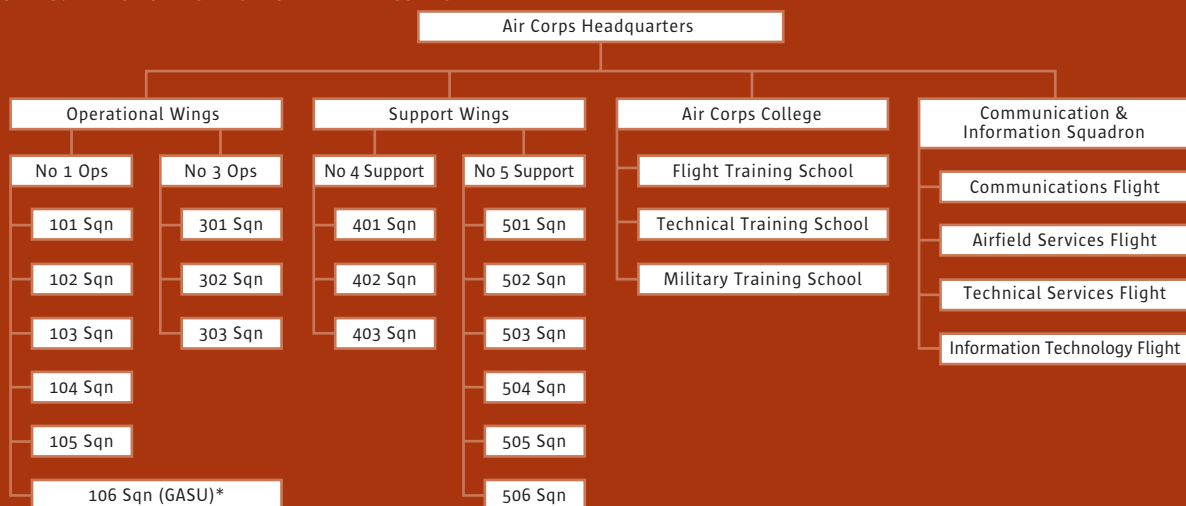 Air Corps Headquarters
Operational Wings
Support Wings
Air Corps College
Communication &
Information Squadron
No 1 Ops
No 3 Ops
No 4 Support
No 5 Support
Flight Training School
Communications Flight
101 Sqn
301 Sqn
401 Sqn
501 Sqn
Technical Training School
Airfield Services Flight
102 Sqn
302 Sqn
402 Sqn
502 Sqn
Military Training School
Technical Services Flight
103 Sqn
303 Sqn
403 Sqn
503 Sqn
Information Technology Flight
104 Sqn
504 Sqn
105 Sqn
505 Sqn
106 Sqn (GASU)*
506 Sqn